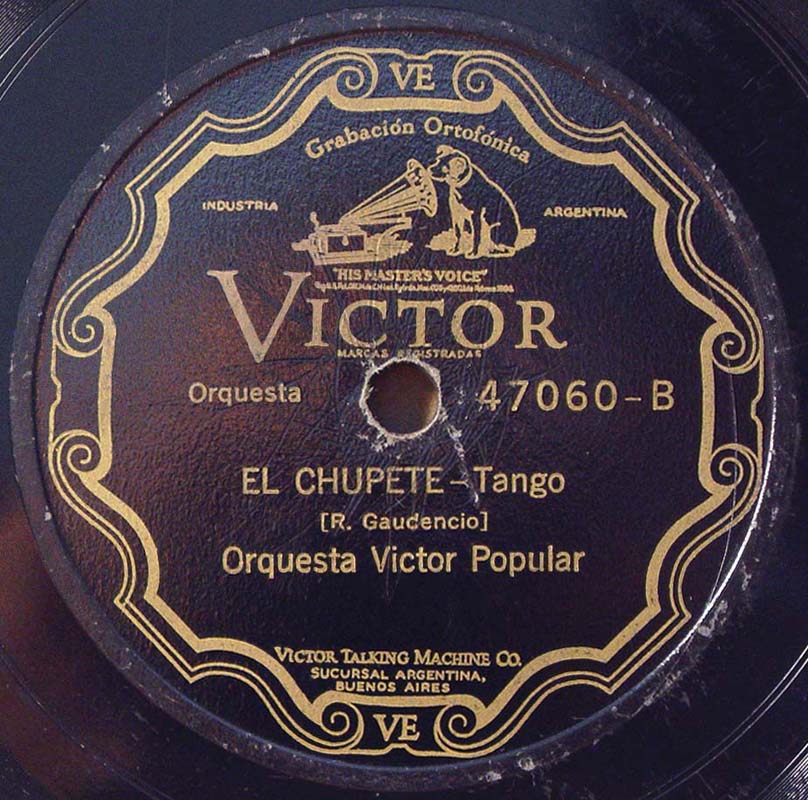 VE
Grabación Ortofónica
INDUSTRIA
ARGENTINA
"HIS MASTER'S VOICE"
VICTOR
MARCAS REGISTRADAS
Orquesta
47060-B
EL CHUPETE - Tango
[R. Gaudencio]
Orquesta Victor Popular
VICTOR TALKING MACHINE CO.
SUCURSAL ARGENTINA,
BUENOS AIRES
VE